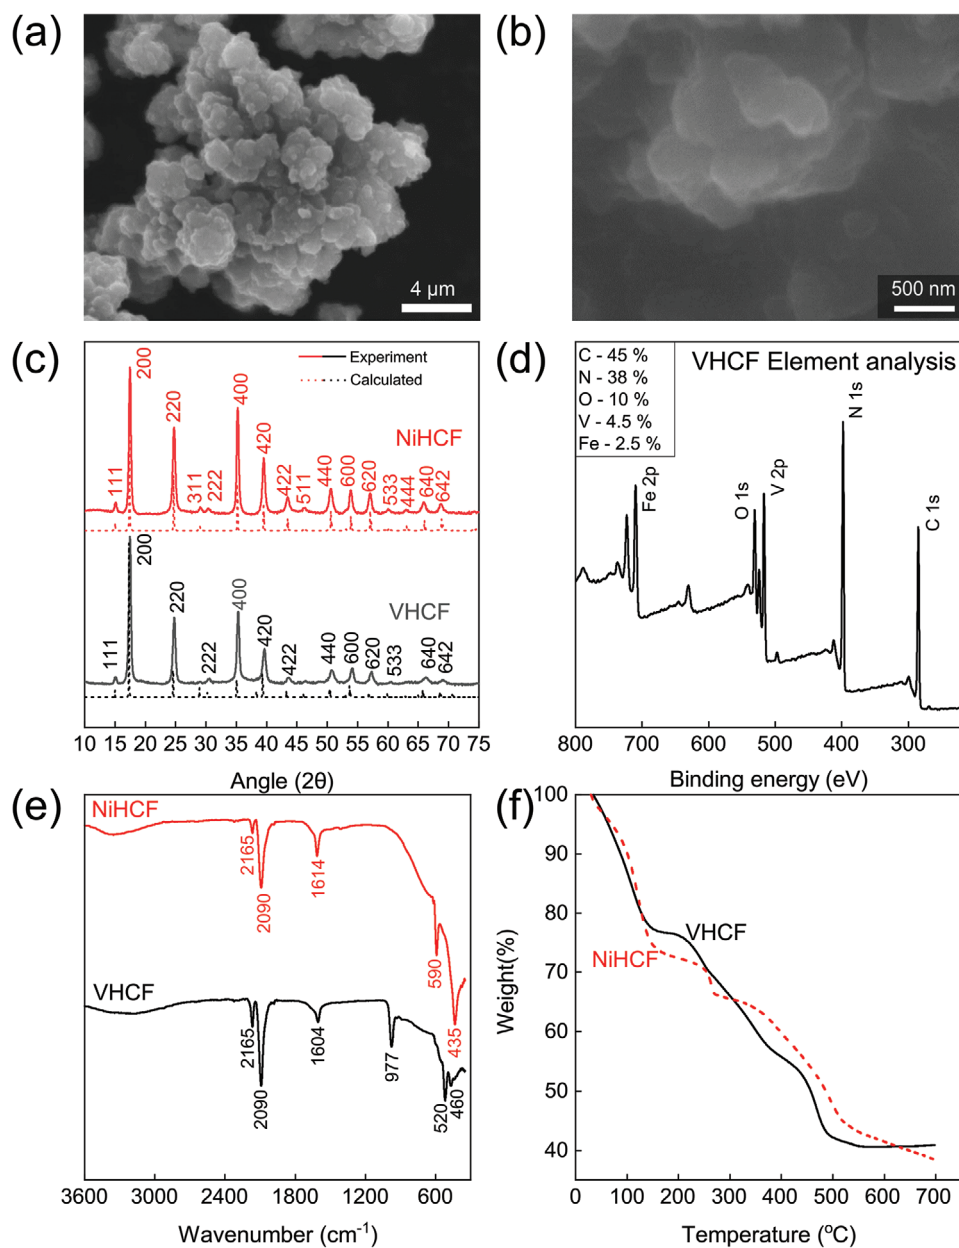 (a)
4 µm
(b)
500 nm
(c)
200
220
400
420
111
311
222
422
511
440
600
620
533
444
640
642
Experiment
Calculated
NiHCF
200
220
400
420
111
222
422
440
600
620
533
640
642
VHCF
10 15 20 25 30 35 40 45 50 55 60 65 70 75
Angle (2θ)
(d)
C - 45 %
N - 38 %
O - 10 %
V - 4.5 %
Fe - 2.5 %
VHCF Element analysis
Fe 2p
O 1s
V 2p
N 1s
C 1s
800 700 600 500 400 300
Binding energy (eV)
(e)
NiHCF
2165
2090
1614
590
435
VHCF
2165
2090
1604
977
520
460
3600 3000 2400 1800 1200 600
Wavenumber (cm-1)
(f)
100
90
80
70
60
50
40
Weight(%)
VHCF
NiHCF
0 100 200 300 400 500 600 700
Temperature (oC)